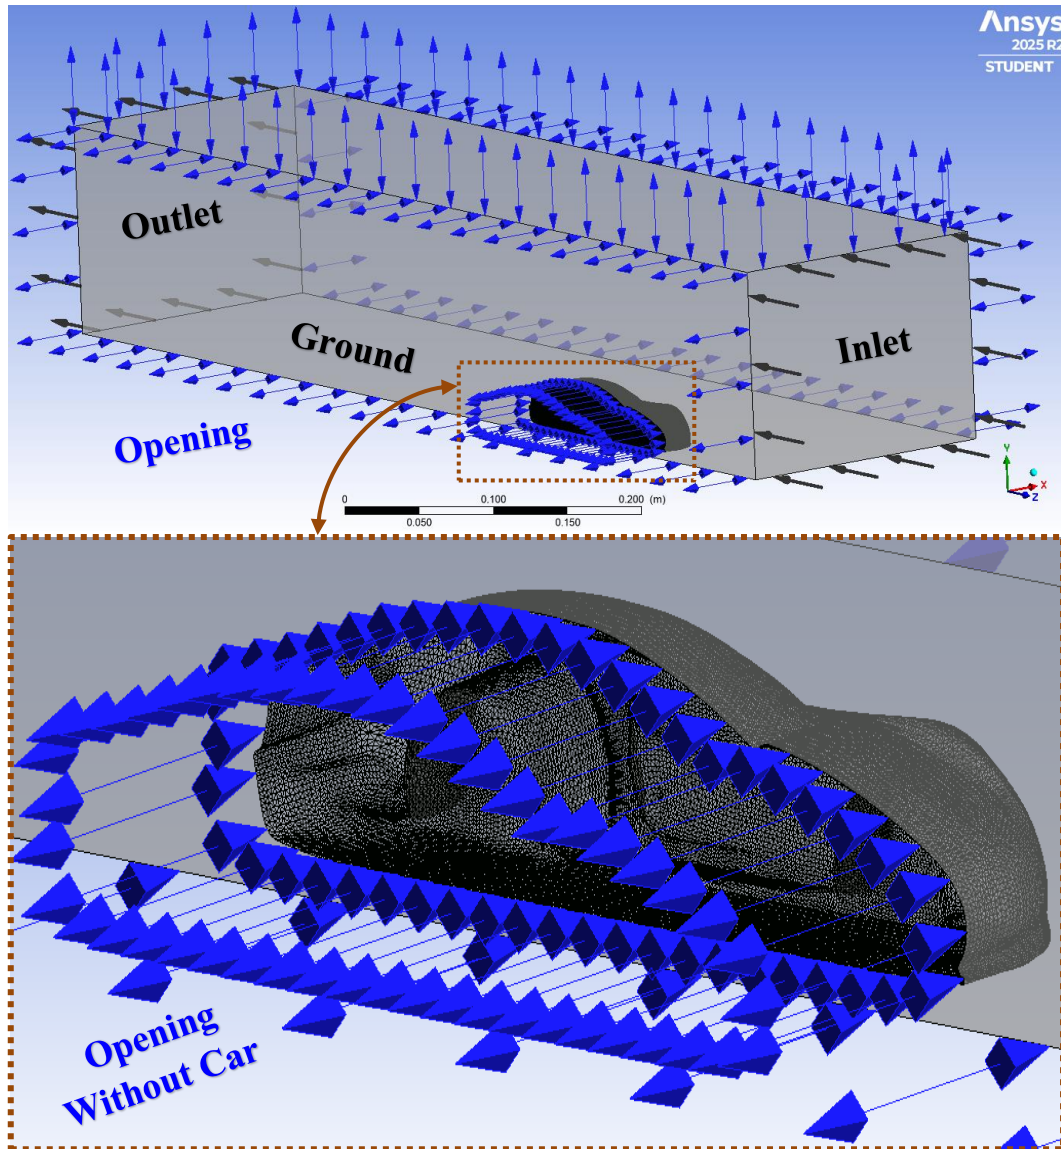 Ansys
2025 R2
STUDENT
Outlet
Ground
Inlet
Opening
Y
X
Z
0 0.100 0.200 (m)
0.050 0.150
Opening
Without Car